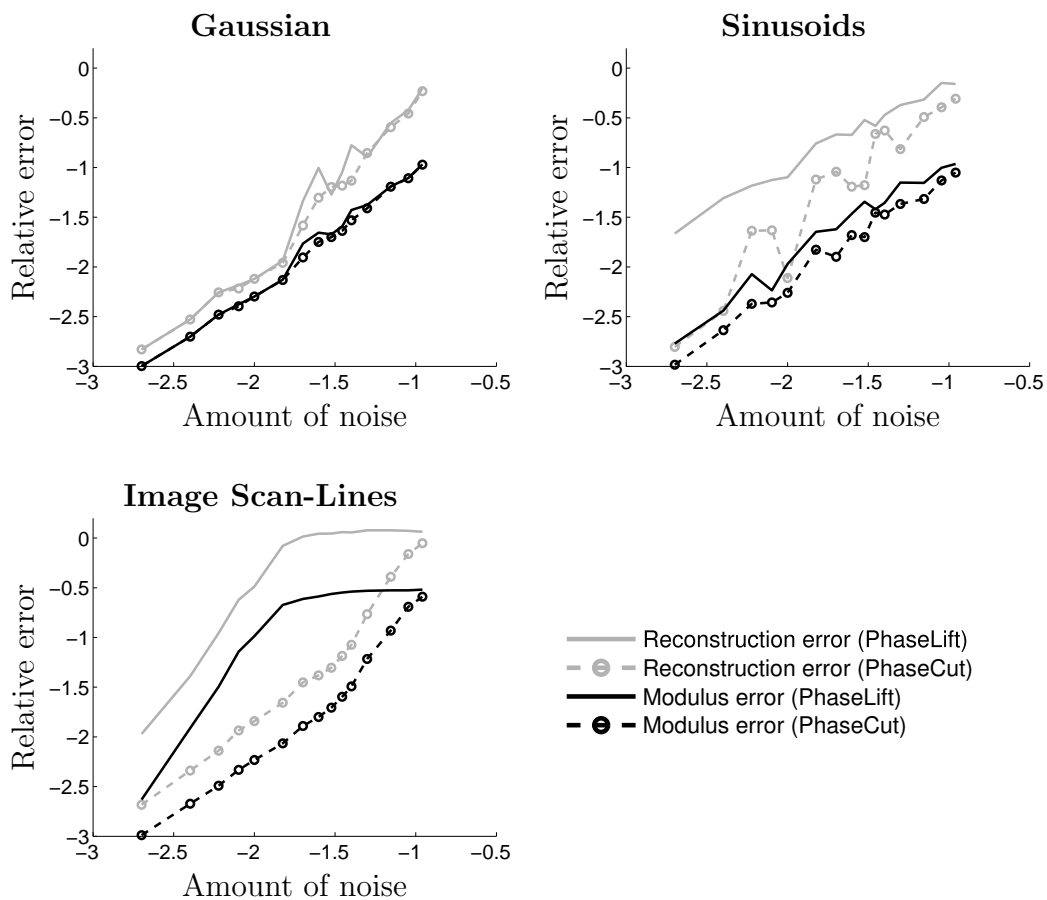 Gaussian
0
−0.5
−1
−1.5
−2
−2.5
−3
Relative error
−3 −2.5 −2 −1.5 −1 −0.5
Amount of noise
Sinusoids
0
−0.5
−1
−1.5
−2
−2.5
−3
Relative error
−3 −2.5 −2 −1.5 −1 −0.5
Amount of noise
Image Scan-Lines
0
−0.5
−1
−1.5
−2
−2.5
−3
Relative error
−3 −2.5 −2 −1.5 −1 −0.5
Amount of noise
Reconstruction error (PhaseLift)
Reconstruction error (PhaseCut)
Modulus error (PhaseLift)
Modulus error (PhaseCut)